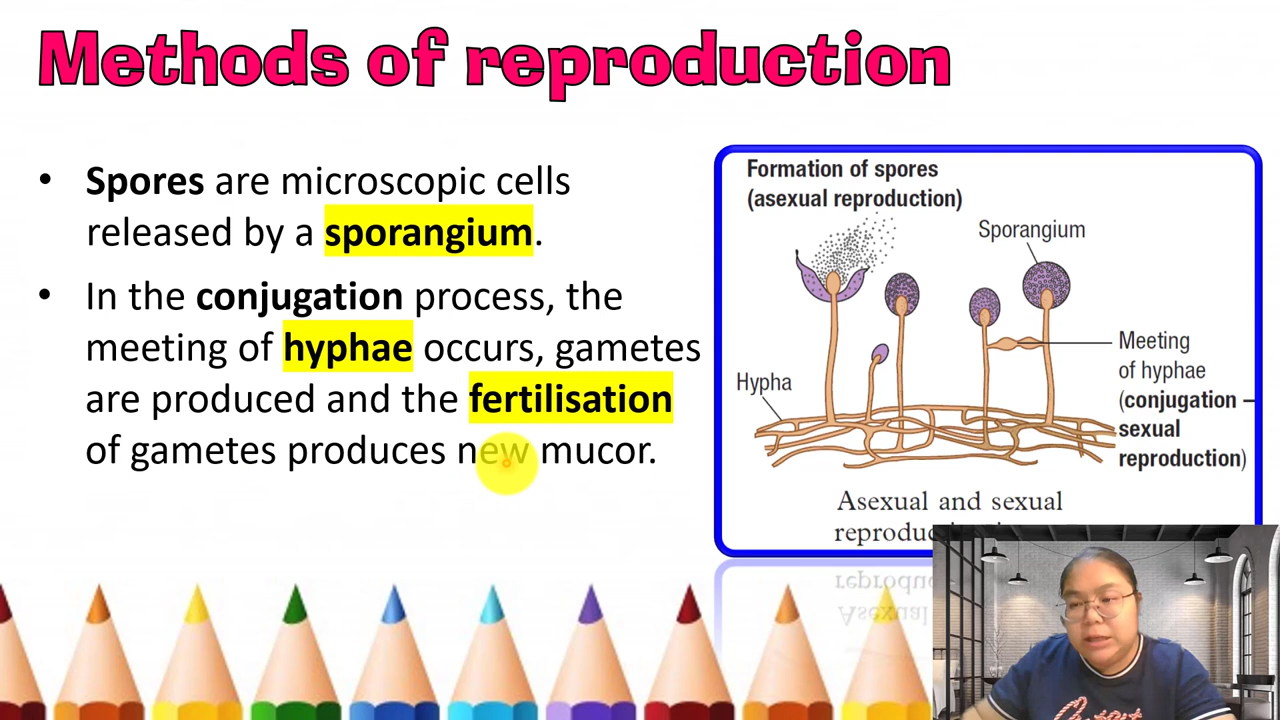 Methods of reproduction
• Spores are microscopic cells
released by a sporangium.
• In the conjugation process, the
meeting of hyphae occurs, gametes
are produced and the fertilisation
of gametes produces new mucor.
Formation of spores
(asexual reproduction)
Sporangium
Hypha
Meeting
of hyphae
(conjugation –
sexual
reproduction)
Asexual and sexual